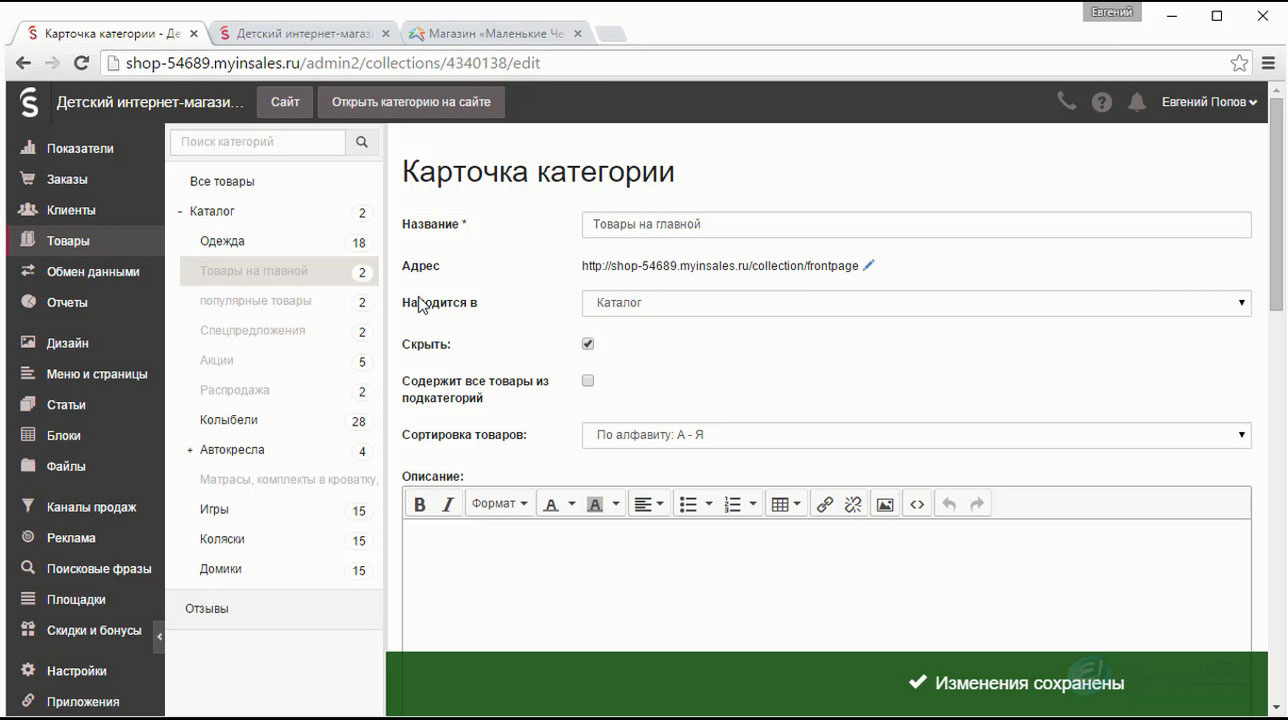 Евгений
Карточка категории - Де
Детский интернет-магаз
Магазин «Маленькие Че
shop-54689.myinsales.ru/admin2/collections/4340138/edit
Детский интернет-магази...
Сайт
Открыть категорию на сайте
Евгений Попов
Показатели
Заказы
Клиенты
Товары
Обмен данными
Отчеты
Дизайн
Меню и страницы
Статьи
Блоки
Файлы
Каналы продаж
Реклама
Поисковые фразы
Площадки
Скидки и бонусы
Настройки
Приложения
Поиск категорий
Все товары
- Каталог 2
Одежда 18
Товары на главной 2
популярные товары 2
Спецпредложения 2
Акции 5
Распродажа 2
Колыбели 28
+ Автокресла 4
Матрасы, комплекты в кроватку,
Игры 15
Коляски 15
Домики 15
Отзывы
Карточка категории
Название * Товары на главной
Адрес http://shop-54689.myinsales.ru/collection/frontpage
Находится в Каталог
Скрыть:
Содержит все товары из
подкатегорий
Сортировка товаров: По алфавиту: А - Я
Описание:
B I Формат A A
Изменения сохранены